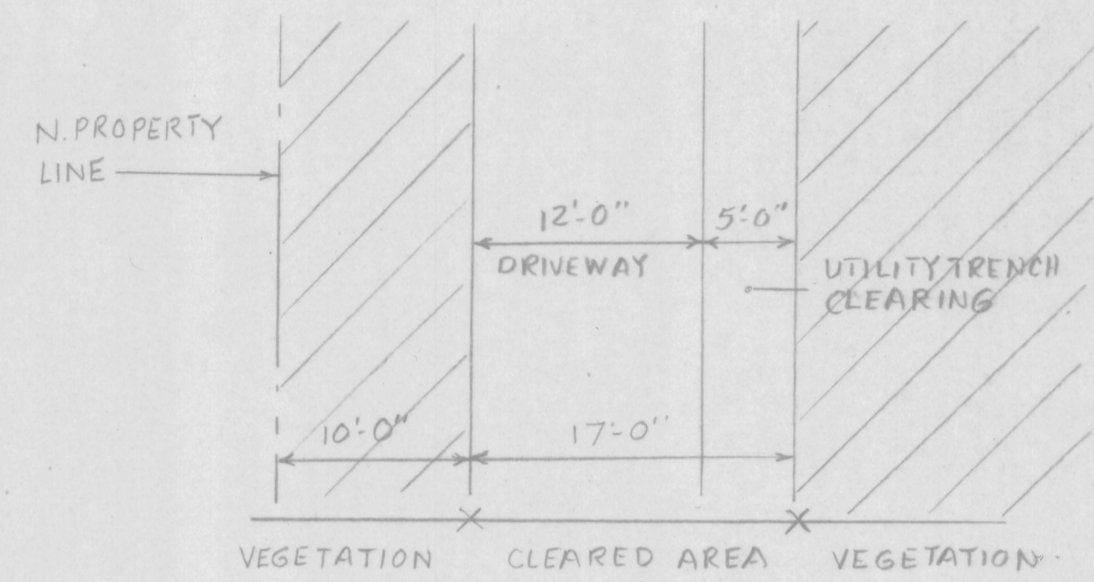 N. PROPERTY
LINE
12'-0"
5'-0"
DRIVEWAY
UTILITY TRENCH
CLEARING
10'-0"
17'-0"
VEGETATION
CLEARED AREA
VEGETATION